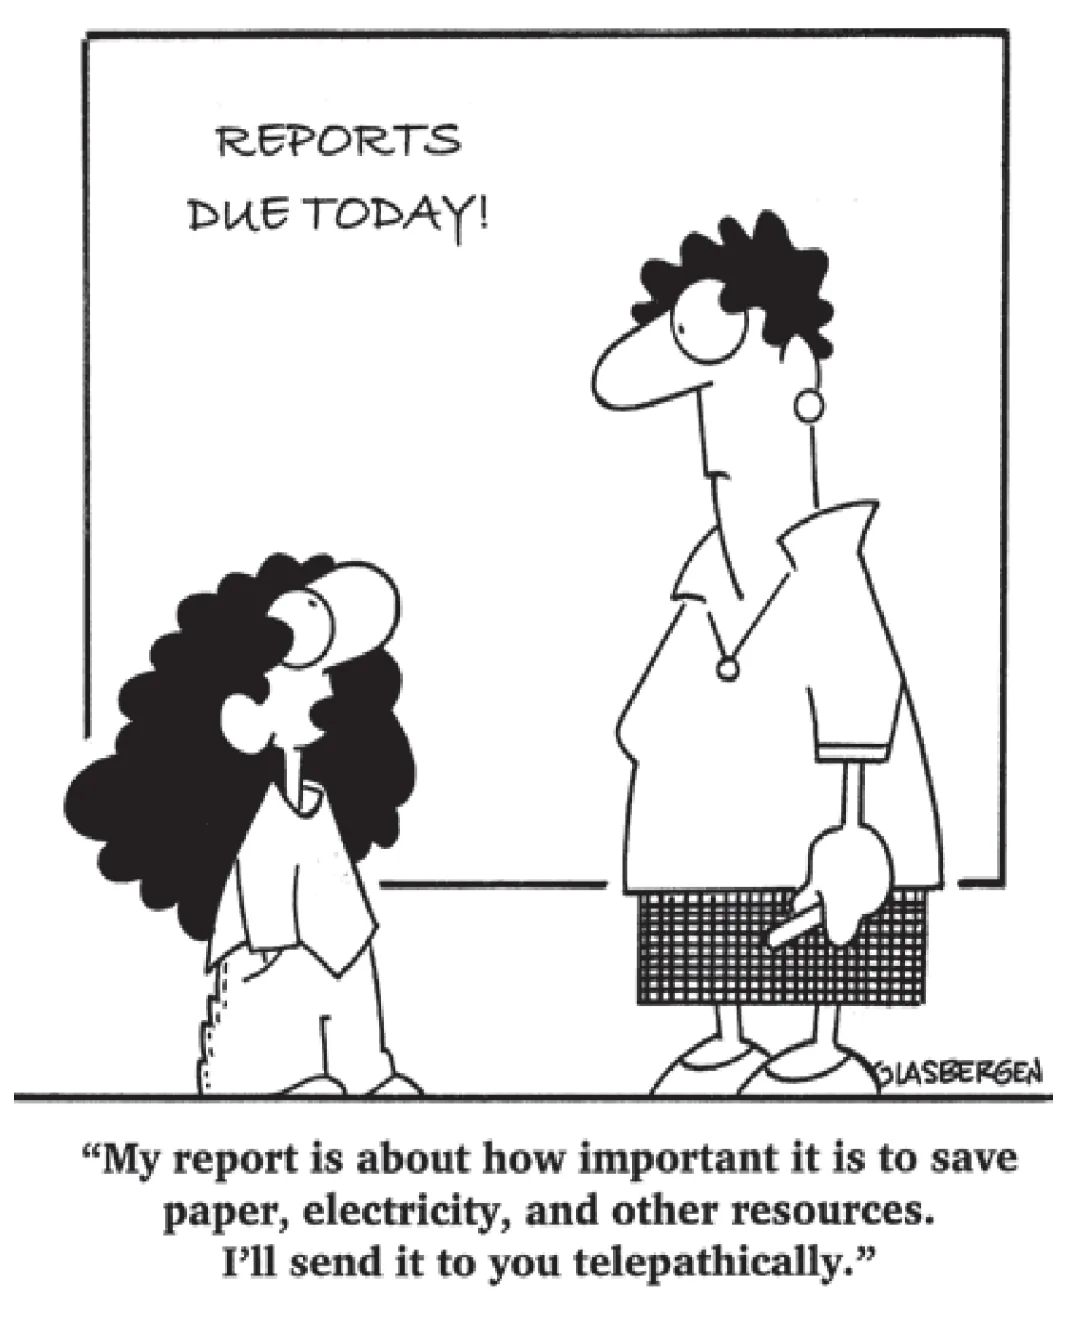 REPORTS
DUE TODAY!
GLASBERGEN
“My report is about how important it is to save
paper, electricity, and other resources.
I’ll send it to you telepathically.”